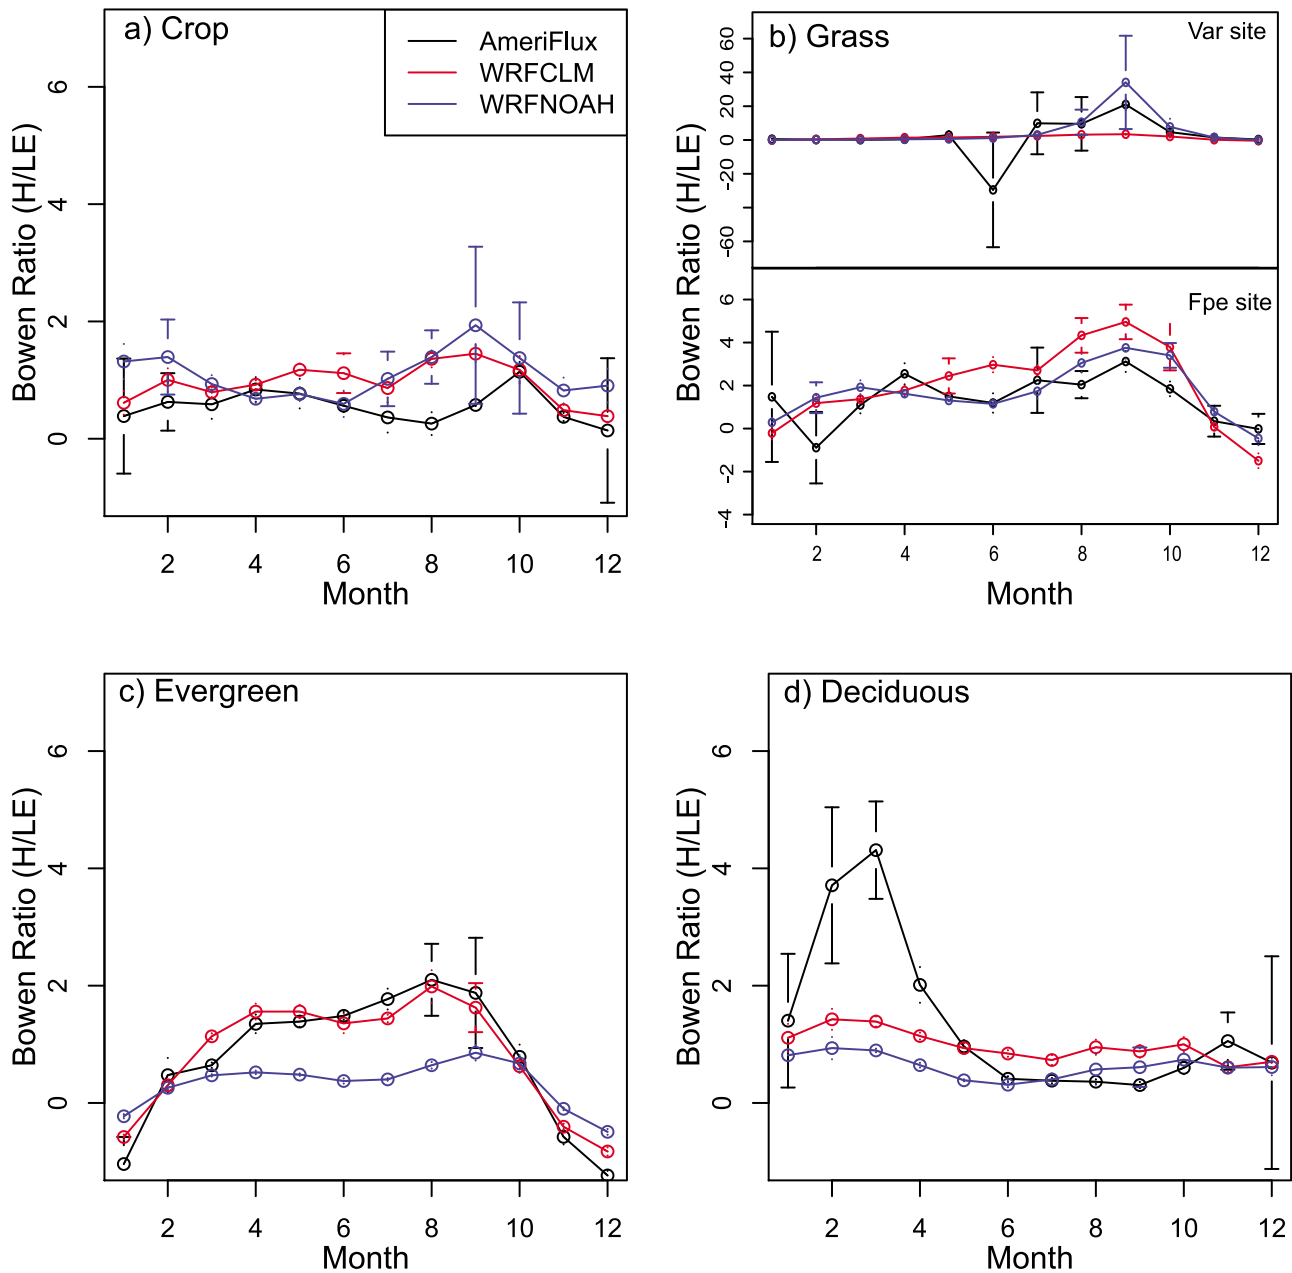 a) Crop
AmeriFlux
WRFCLM
WRFNOAH
Bowen Ratio (H/LE)
6
4
2
0
2 4 6 8 10 12
Month
b) Grass
Var site
Bowen Ratio (H/LE)
60
40
20
0
-20
-60
Fpe site
6
4
2
0
-2
-4
2 4 6 8 10 12
Month
c) Evergreen
Bowen Ratio (H/LE)
6
4
2
0
2 4 6 8 10 12
Month
d) Deciduous
Bowen Ratio (H/LE)
6
4
2
0
2 4 6 8 10 12
Month